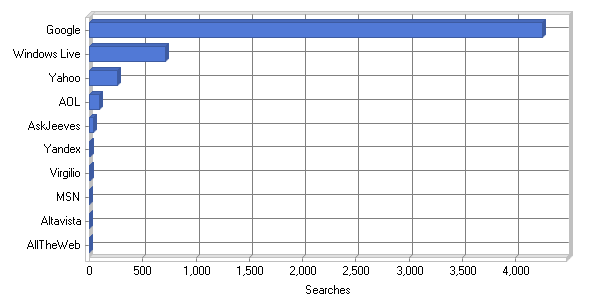 Google
Windows Live
Yahoo
AOL
AskJeeves
Yandex
Virgilio
MSN
Altavista
AllTheWeb
0 500 1,000 1,500 2,000 2,500 3,000 3,500 4,000
Searches